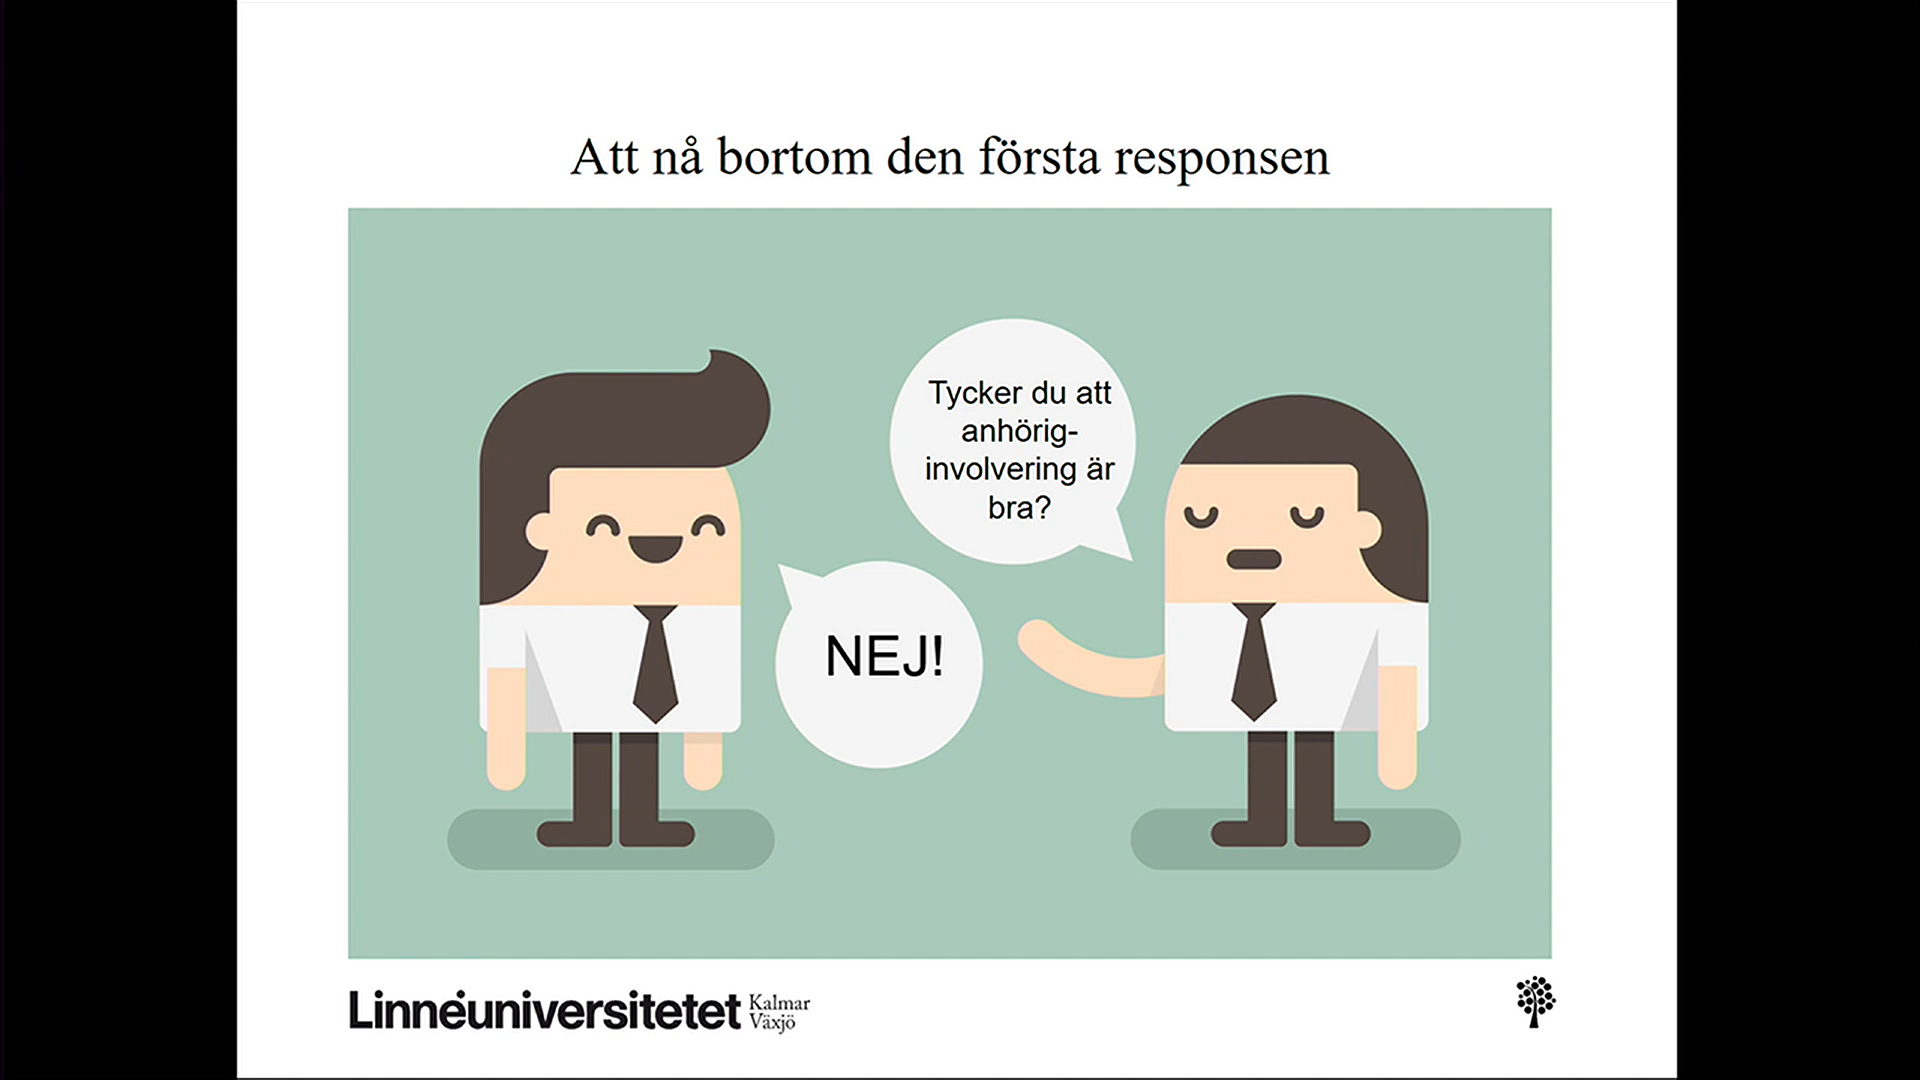 Att nå bortom den första responsen
Tycker du att
anhörig-
involvering är
bra?
NEJ!
Linnéuniversitetet
Kalmar
Växjö